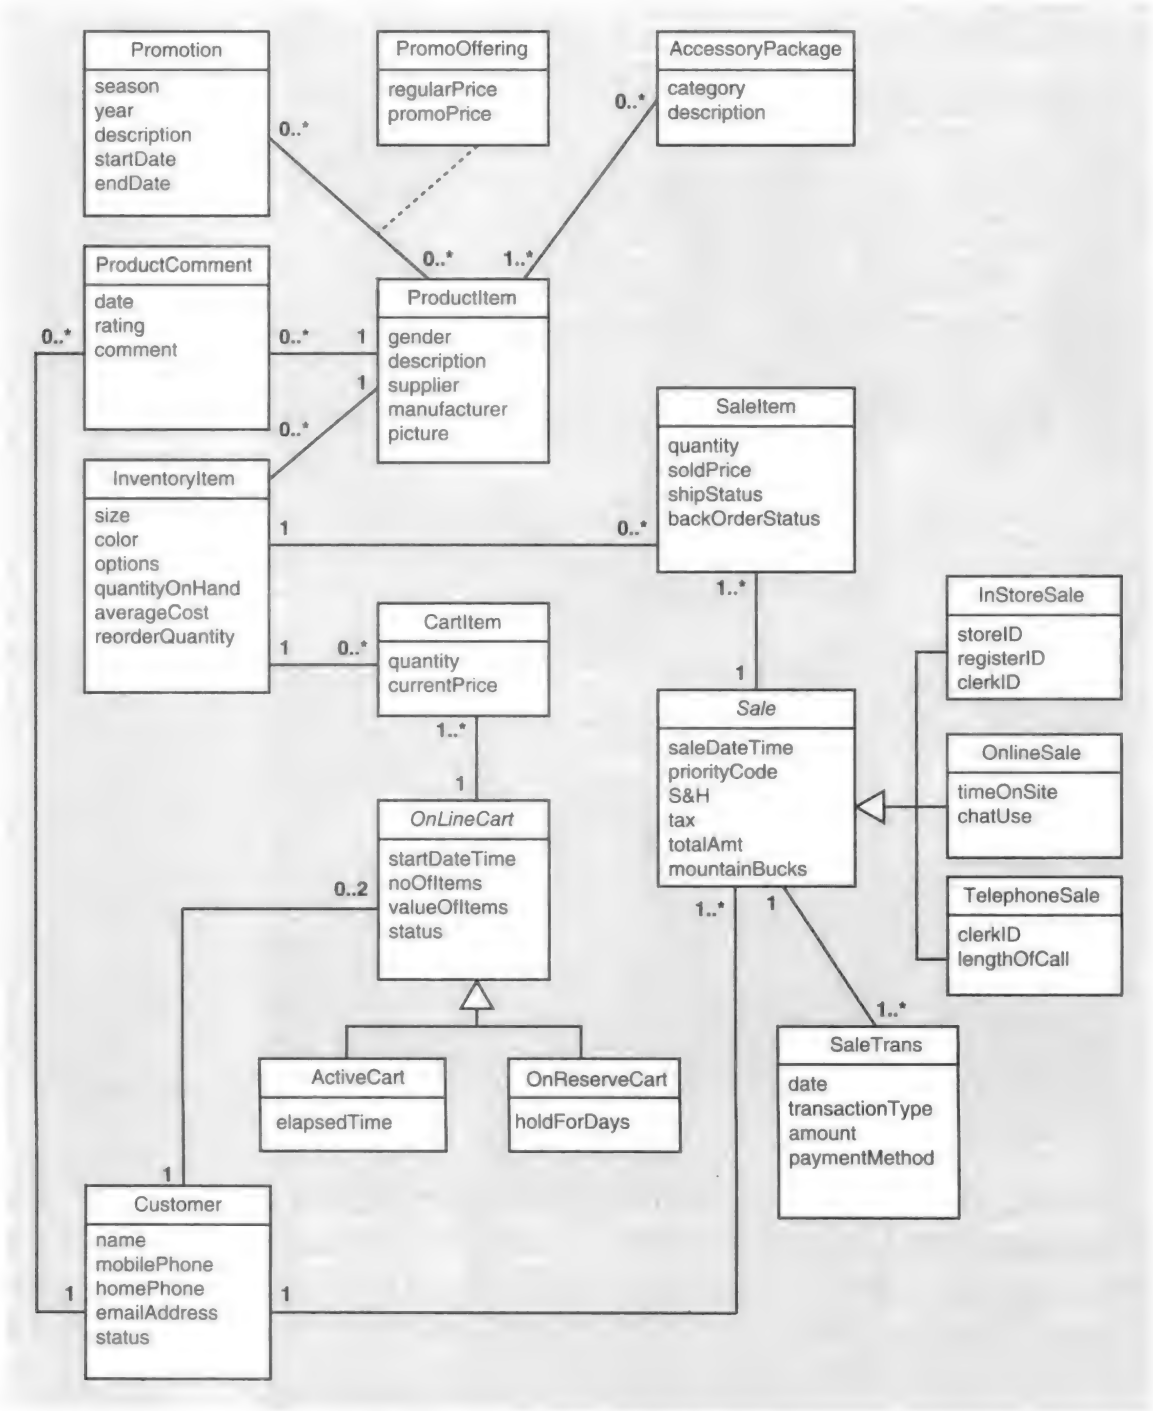 Promotion
season
year
description
startDate
endDate
0..*
PromoOffering
regularPrice
promoPrice
AccessoryPackage
category
description
0..*
0..*
1..*
ProductComment
date
rating
comment
0..*
0..*
1
ProductItem
gender
description
supplier
manufacturer
picture
1
0..*
InventoryItem
size
color
options
quantityOnHand
averageCost
reorderQuantity
1
0..*
SaleItem
quantity
soldPrice
shipStatus
backOrderStatus
1
0..*
CartItem
quantity
currentPrice
1..*
1
1..*
1
Sale
saleDateTime
priorityCode
S&H
tax
totalAmt
mountainBucks
InStoreSale
storeID
registerID
clerkID
OnlineSale
timeOnSite
chatUse
TelephoneSale
clerkID
lengthOfCall
OnLineCart
startDateTime
noOfItems
valueOfItems
status
0..2
1..*
1
1..*
SaleTrans
date
transactionType
amount
paymentMethod
ActiveCart
elapsedTime
OnReserveCart
holdForDays
1
Customer
name
mobilePhone
homePhone
emailAddress
status
1
1